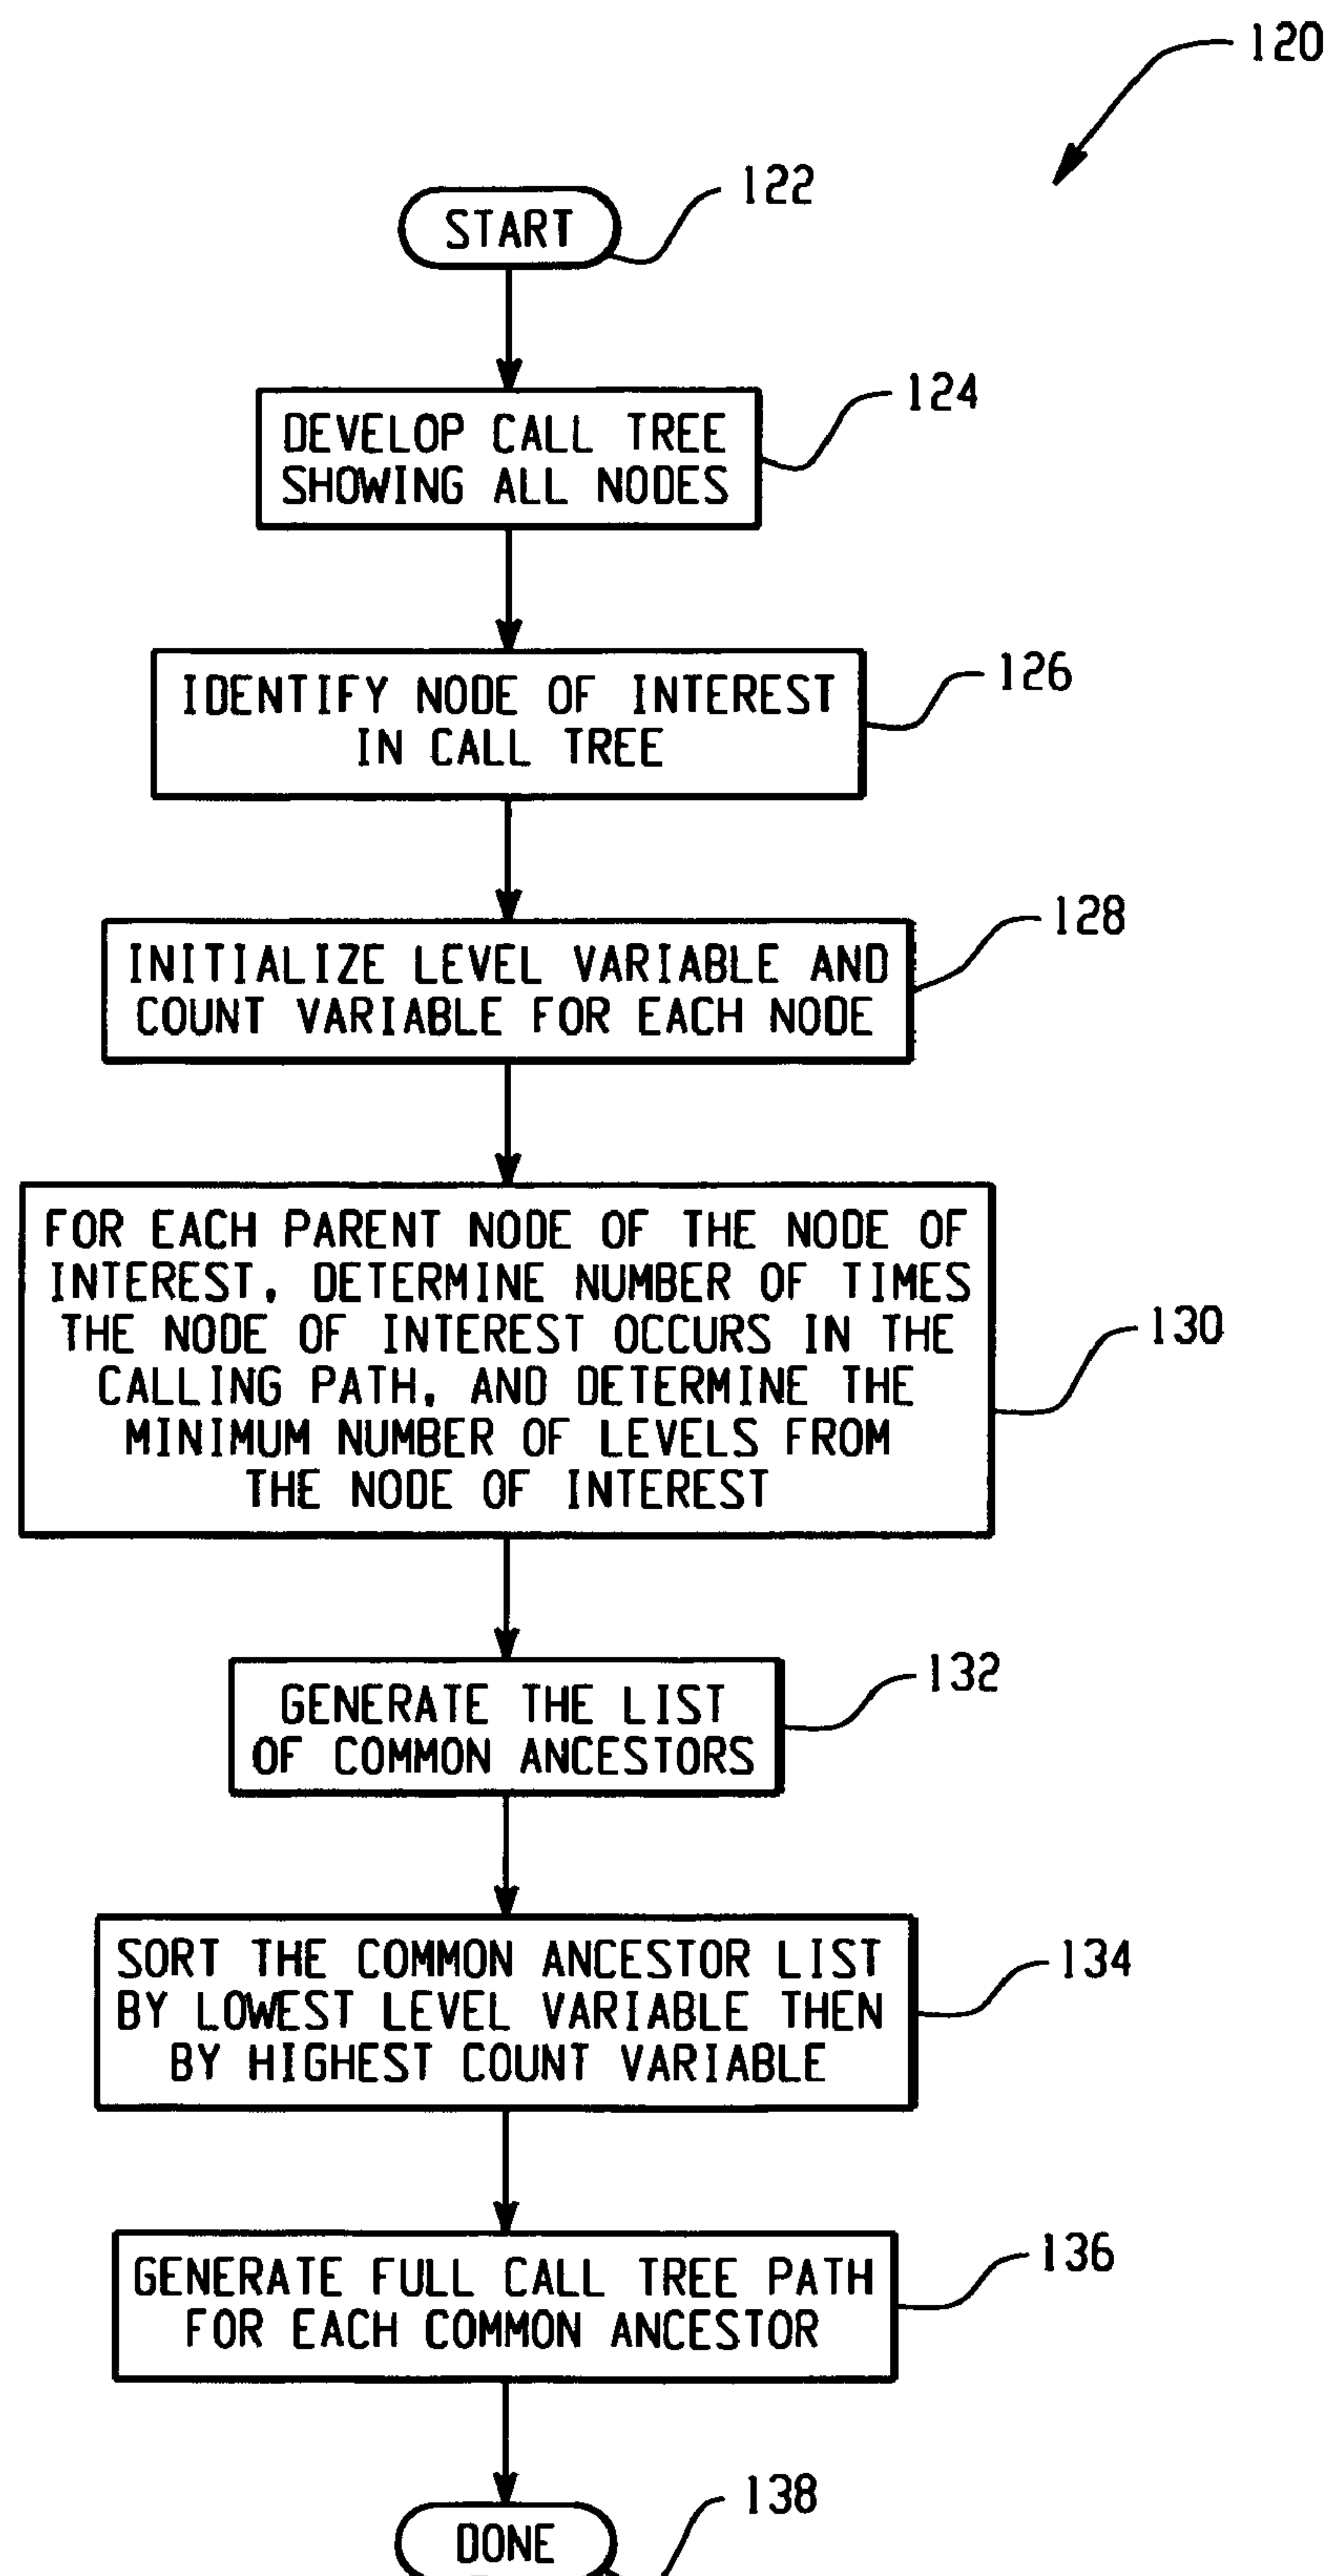 120
122
START
124
DEVELOP CALL TREE
SHOWING ALL NODES
126
IDENTIFY NODE OF INTEREST
IN CALL TREE
128
INITIALIZE LEVEL VARIABLE AND
COUNT VARIABLE FOR EACH NODE
FOR EACH PARENT NODE OF THE NODE OF
INTEREST, DETERMINE NUMBER OF TIMES
THE NODE OF INTEREST OCCURS IN THE
CALLING PATH, AND DETERMINE THE
MINIMUM NUMBER OF LEVELS FROM
THE NODE OF INTEREST
130
132
GENERATE THE LIST
OF COMMON ANCESTORS
134
SORT THE COMMON ANCESTOR LIST
BY LOWEST LEVEL VARIABLE THEN
BY HIGHEST COUNT VARIABLE
136
GENERATE FULL CALL TREE PATH
FOR EACH COMMON ANCESTOR
138
DONE